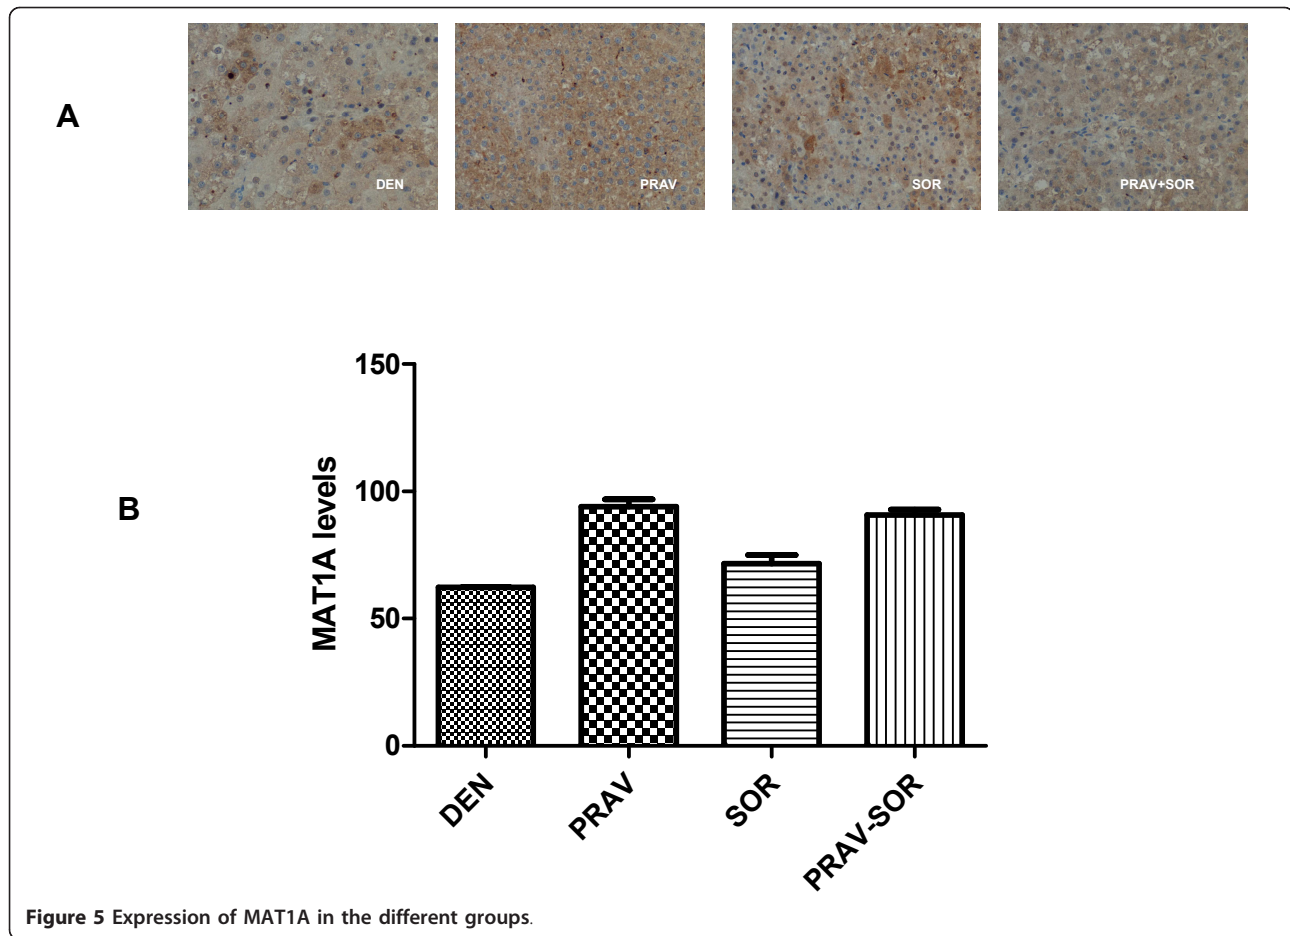 A
DEN
PRAV
SOR
PRAV+SOR
B
MAT1A levels
150
100
50
0
DEN
PRAV
SOR
PRAV-SOR
Figure 5 Expression of MAT1A in the different groups.